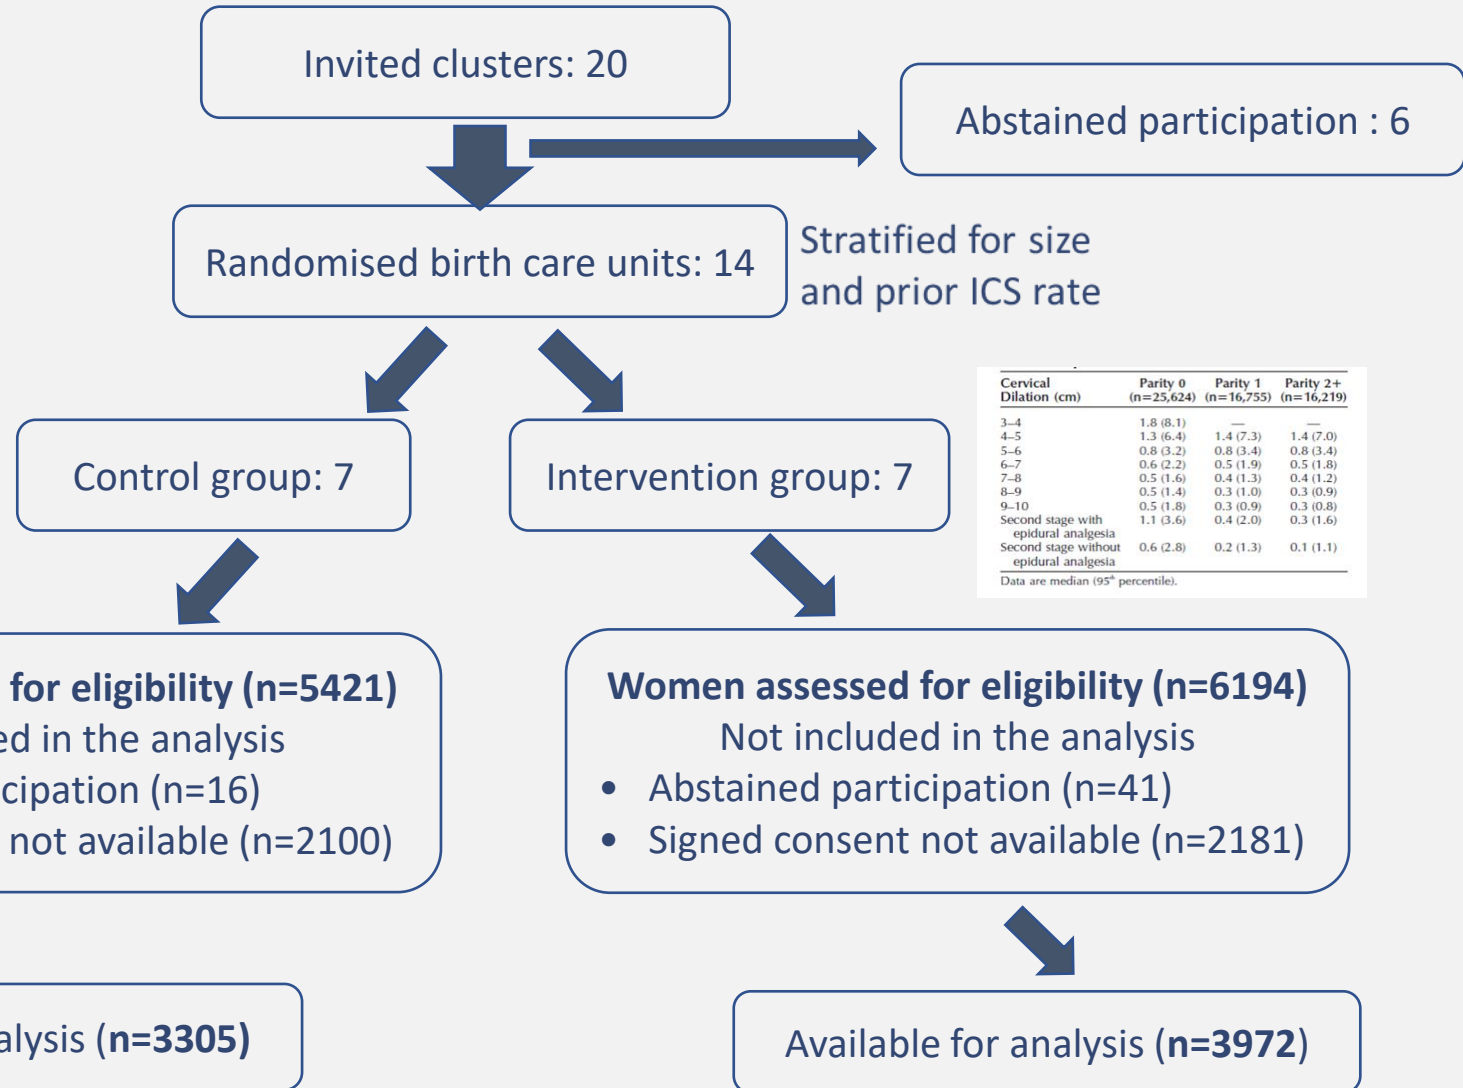 Invited clusters: 20
Abstained participation : 6
Randomised birth care units: 14
Stratified for size
and prior ICS rate
Cervical Dilation (cm) Parity 0 (n=25,624) Parity 1 (n=16,755) Parity 2+ (n=16,219)
3–4 1.8 (8.1) — —
4–5 1.3 (6.4) 1.4 (7.3) 1.4 (7.0)
5–6 0.8 (3.2) 0.8 (3.4) 0.8 (3.4)
6–7 0.6 (2.2) 0.5 (1.9) 0.5 (1.8)
7–8 0.5 (1.6) 0.4 (1.3) 0.4 (1.2)
8–9 0.5 (1.4) 0.3 (1.0) 0.3 (0.9)
9–10 0.5 (1.8) 0.3 (0.9) 0.3 (0.8)
Second stage with 1.1 (3.6) 0.4 (2.0) 0.3 (1.6)
epidural analgesia
Second stage without 0.6 (2.8) 0.2 (1.3) 0.1 (1.1)
epidural analgesia
Data are median (95th percentile).
Control group: 7
Intervention group: 7
for eligibility (n=5421)
ed in the analysis
cipation (n=16)
not available (n=2100)
Women assessed for eligibility (n=6194)
Not included in the analysis
• Abstained participation (n=41)
• Signed consent not available (n=2181)
alysis (n=3305)
Available for analysis (n=3972)